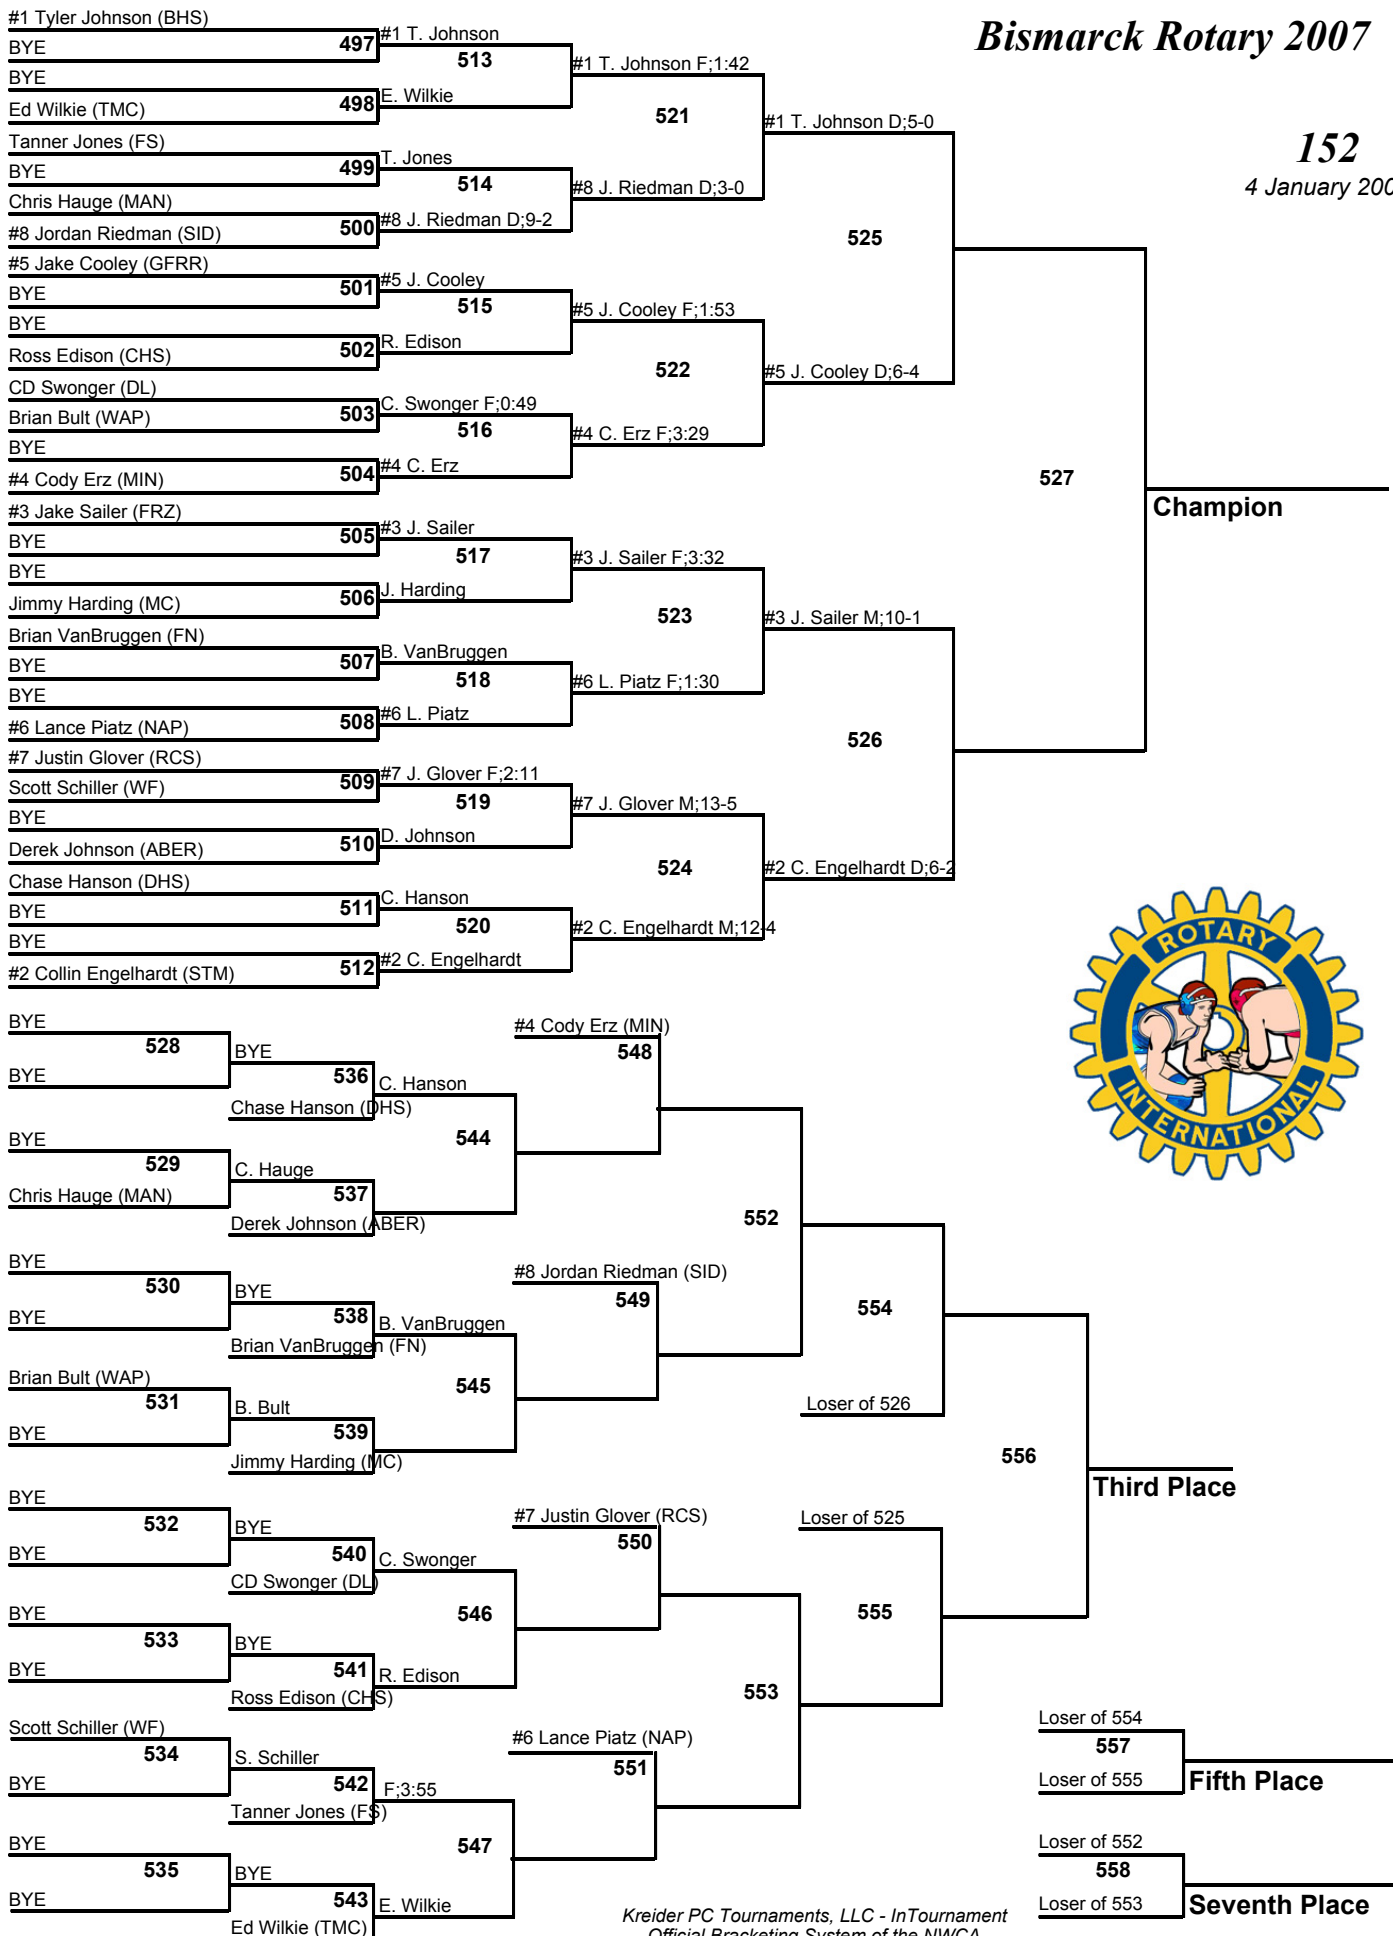 Bismarck Rotary 2007
152
4 January 200
#1 Tyler Johnson (BHS)
BYE
497
BYE
Ed Wilkie (TMC)
498
Tanner Jones (FS)
BYE
499
Chris Hauge (MAN)
#8 Jordan Riedman (SID)
500
#5 Jake Cooley (GFRR)
BYE
501
BYE
Ross Edison (CHS)
502
CD Swonger (DL)
Brian Bult (WAP)
503
BYE
#4 Cody Erz (MIN)
504
#3 Jake Sailer (FRZ)
BYE
505
BYE
Jimmy Harding (MC)
506
Brian VanBruggen (FN)
BYE
507
BYE
#6 Lance Piatz (NAP)
508
#7 Justin Glover (RCS)
Scott Schiller (WF)
509
BYE
Derek Johnson (ABER)
510
Chase Hanson (DHS)
BYE
511
BYE
#2 Collin Engelhardt (STM)
512
#1 T. Johnson
513
E. Wilkie
T. Jones
514
#8 J. Riedman D;9-2
#5 J. Cooley
515
R. Edison
C. Swonger F;0:49
516
#4 C. Erz
#3 J. Sailer
517
J. Harding
B. VanBruggen
518
#6 L. Piatz
#7 J. Glover F;2:11
519
D. Johnson
C. Hanson
520
#2 C. Engelhardt
#1 T. Johnson F;1:42
521
#8 J. Riedman D;3-0
#5 J. Cooley F;1:53
522
#4 C. Erz F;3:29
#3 J. Sailer F;3:32
523
#6 L. Piatz F;1:30
#7 J. Glover M;13-5
524
#2 C. Engelhardt M;12-4
#1 T. Johnson D;5-0
525
#5 J. Cooley D;6-4
#3 J. Sailer M;10-1
526
#2 C. Engelhardt D;6-2
527
Champion
ROTARY
INTERNATIONAL
BYE
528
BYE
BYE
529
Chris Hauge (MAN)
BYE
530
BYE
Brian Bult (WAP)
531
BYE
BYE
532
BYE
BYE
533
BYE
Scott Schiller (WF)
534
BYE
BYE
535
BYE
BYE
536
Chase Hanson (DHS)
C. Hauge
537
Derek Johnson (ABER)
BYE
538
Brian VanBruggen (FN)
B. Bult
539
Jimmy Harding (MC)
BYE
540
CD Swonger (DL)
BYE
541
Ross Edison (CHS)
S. Schiller
542
Tanner Jones (FS)
BYE
543
Ed Wilkie (TMC)
C. Hanson
544
B. VanBruggen
545
C. Swonger
546
R. Edison
F;3:55
547
E. Wilkie
#4 Cody Erz (MIN)
548
#8 Jordan Riedman (SID)
549
#7 Justin Glover (RCS)
550
#6 Lance Piatz (NAP)
551
552
553
554
Loser of 526
Loser of 525
555
556
Third Place
Loser of 554
557
Loser of 555
Fifth Place
Loser of 552
558
Loser of 553
Seventh Place
Kreider PC Tournaments, LLC - InTournament
Official Bracketing System of the NWCA